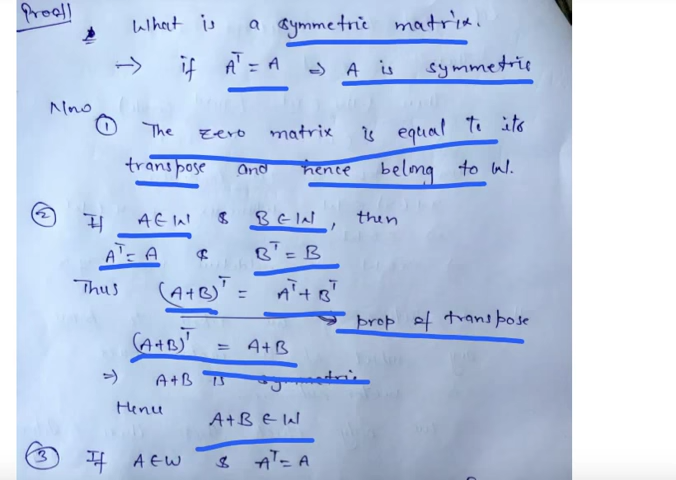 Proof
What is a symmetric matrix.
→ if Aᵀ = A ⇒ A is symmetric
Now
① The zero matrix is equal to its
transpose and hence belong to W.
② If A ∈ W & B ∈ W, then
Aᵀ = A & Bᵀ = B
Thus (A+B)ᵀ = Aᵀ + Bᵀ
→ prop of transpose
(A+B)ᵀ = A+B
⇒ A+B is symmetric
Hence
A+B ∈ W
③ If A ∈ W & Aᵀ = A